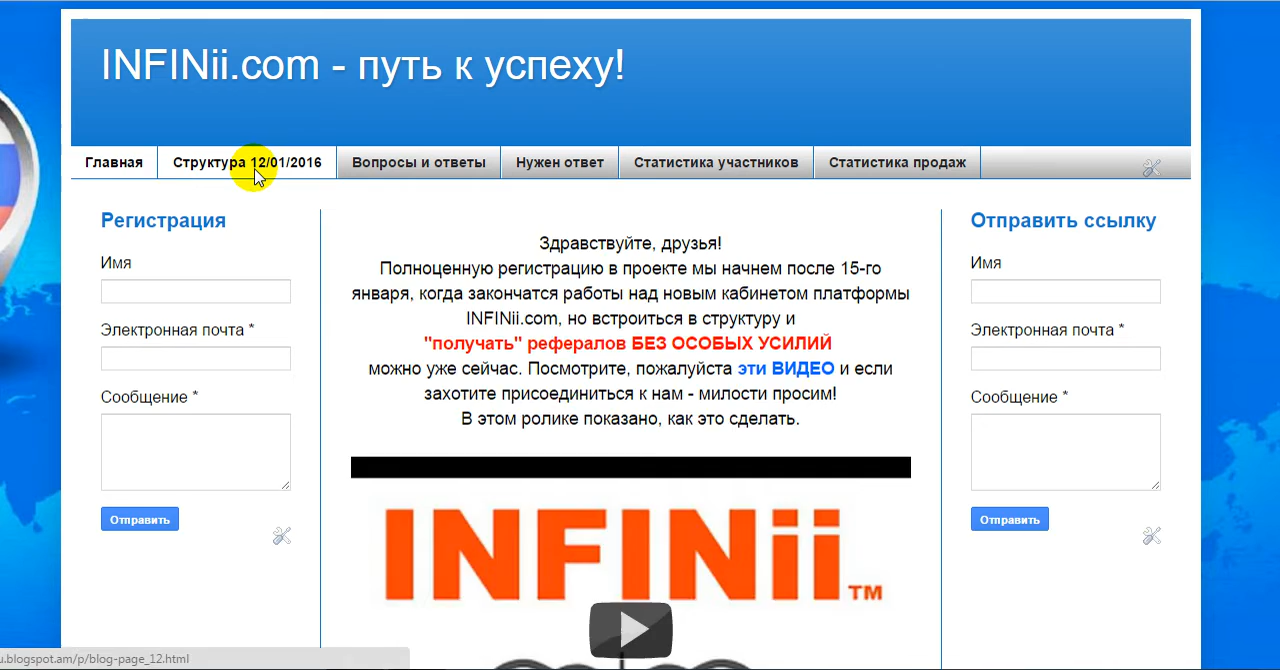 INFINii.com - путь к успеху!
Главная
Структура 12/01/2016
Вопросы и ответы
Нужен ответ
Статистика участников
Статистика продаж
Регистрация
Имя
Электронная почта *
Сообщение *
Отправить
Здравствуйте, друзья!
Полноценную регистрацию в проекте мы начнем после 15-го
января, когда закончатся работы над новым кабинетом платформы
INFINii.com, но встроиться в структуру и
"получать" рефералов БЕЗ ОСОБЫХ УСИЛИЙ
можно уже сейчас. Посмотрите, пожалуйста эти ВИДЕО и если
захотите присоединиться к нам - милости просим!
В этом ролике показано, как это сделать.
INFINii™
Отправить ссылку
Имя
Электронная почта *
Сообщение *
Отправить
u.blogspot.am/p/blog-page_12.html